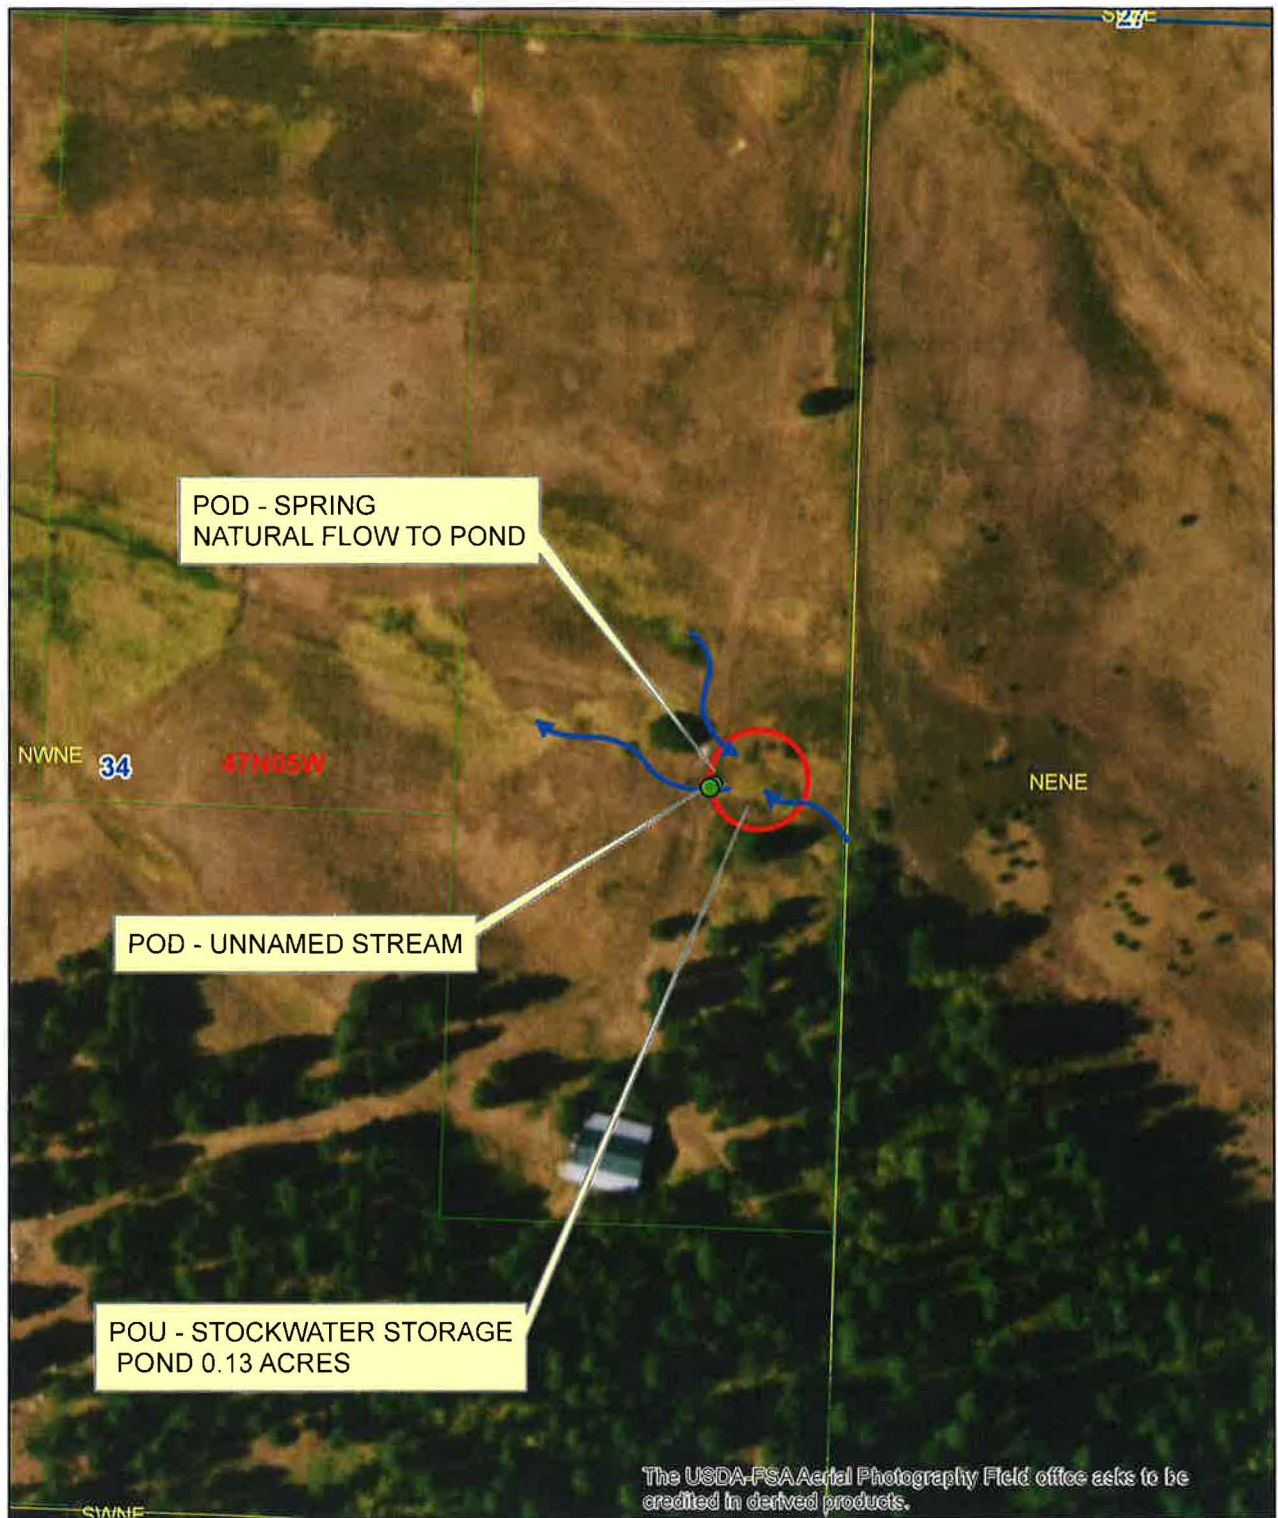 POD - SPRING
NATURAL FLOW TO POND
NWNE
34
47N05W
NENE
POD - UNNAMED STREAM
POU - STOCKWATER STORAGE
POND 0.13 ACRES
The USDA-FSA Aerial Photography Field office asks to be
credited in derived products.
SWNE